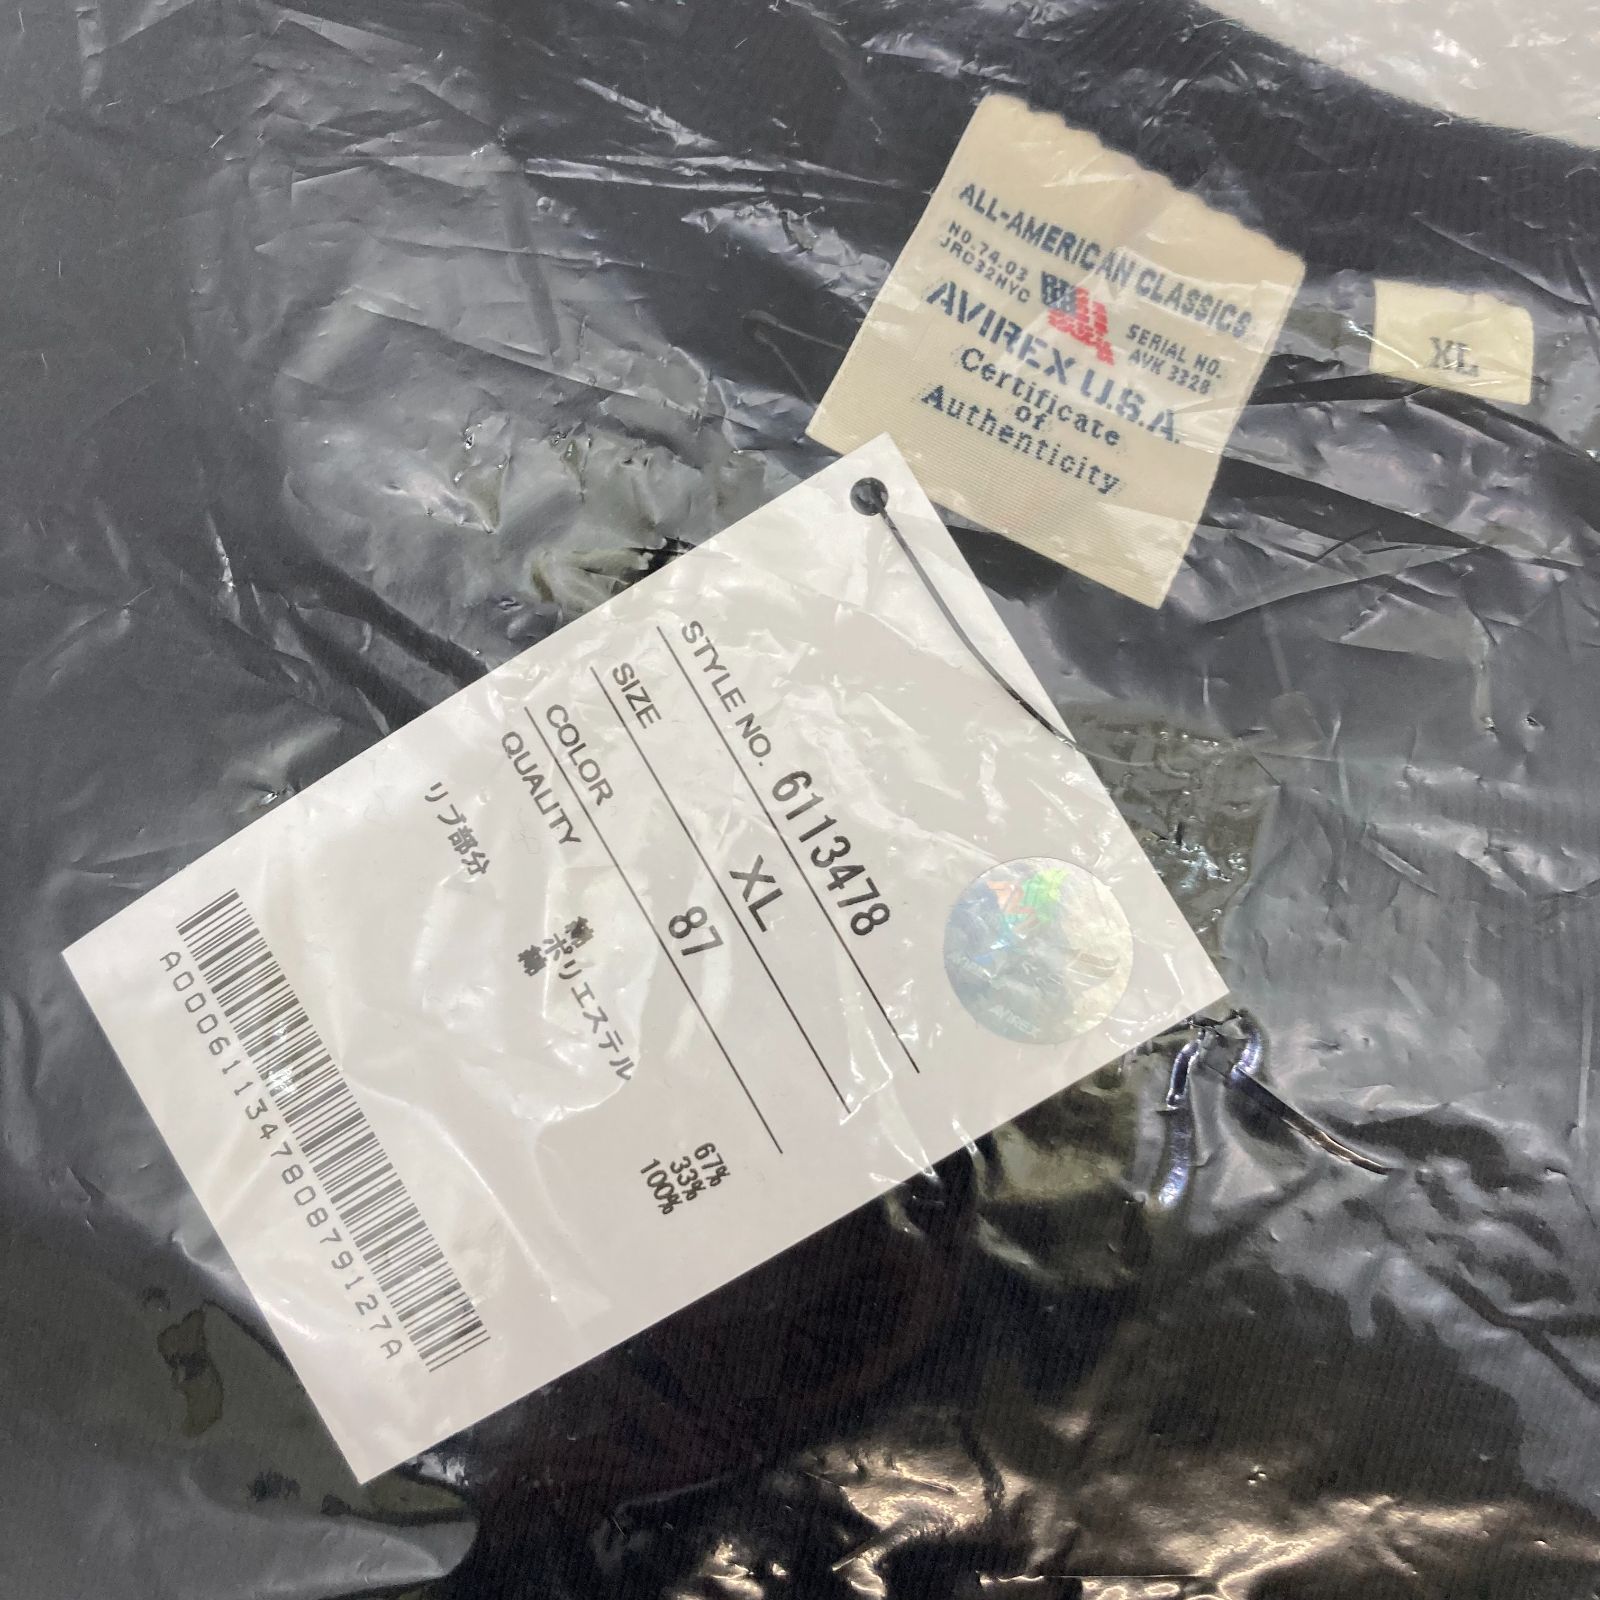 ALL-AMERICAN CLASSICS
NO.74.03
JRC32NYC
SERIAL NO.
AVK 3328
AVIREX U.S.A.
Certificate
of
Authenticity
XL
STYLE NO. 6113478
SIZE XL
COLOR 87
QUALITY
綿 67%
ポリエステル 33%
リブ部分 綿 100%
A00061134780879127A
AVIREX